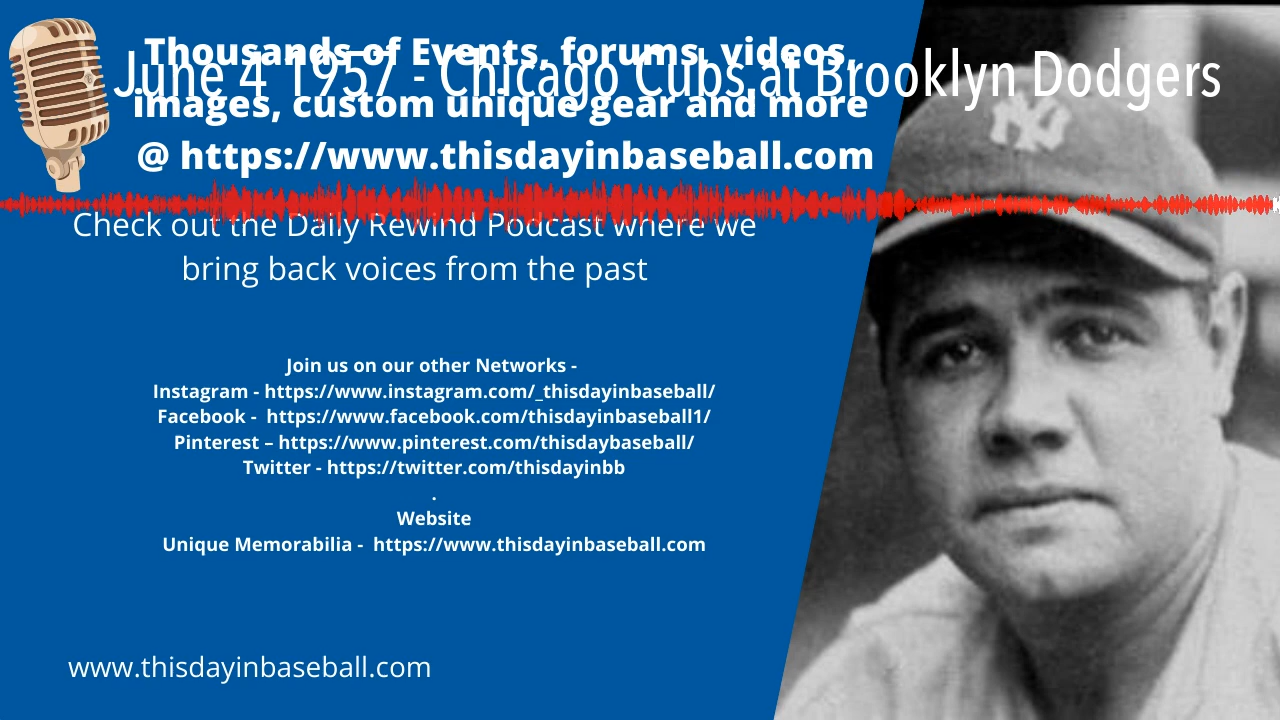 Thousands of Events, forums, videos,
June 4 1957 - Chicago Cubs at Brooklyn Dodgers
images, custom unique gear and more
@ https://www.thisdayinbaseball.com
Check out the Daily Rewind Podcast where we
bring back voices from the past
Join us on our other Networks -
Instagram - https://www.instagram.com/_thisdayinbaseball/
Facebook -  https://www.facebook.com/thisdayinbaseball1/
Pinterest – https://www.pinterest.com/thisdaybaseball/
Twitter - https://twitter.com/thisdayinbb
.
Website
Unique Memorabilia -  https://www.thisdayinbaseball.com
www.thisdayinbaseball.com
NY